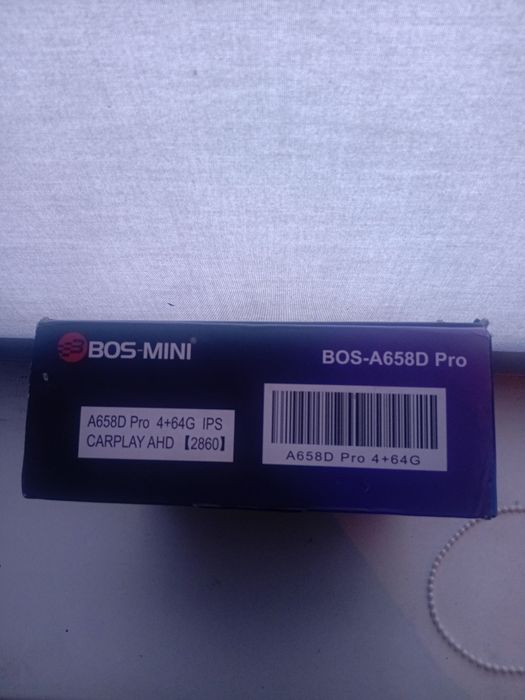 BOS-MINI®
BOS-A658D Pro
A658D Pro 4+64G IPS
CARPLAY AHD【2860】
A658D Pro 4+64G